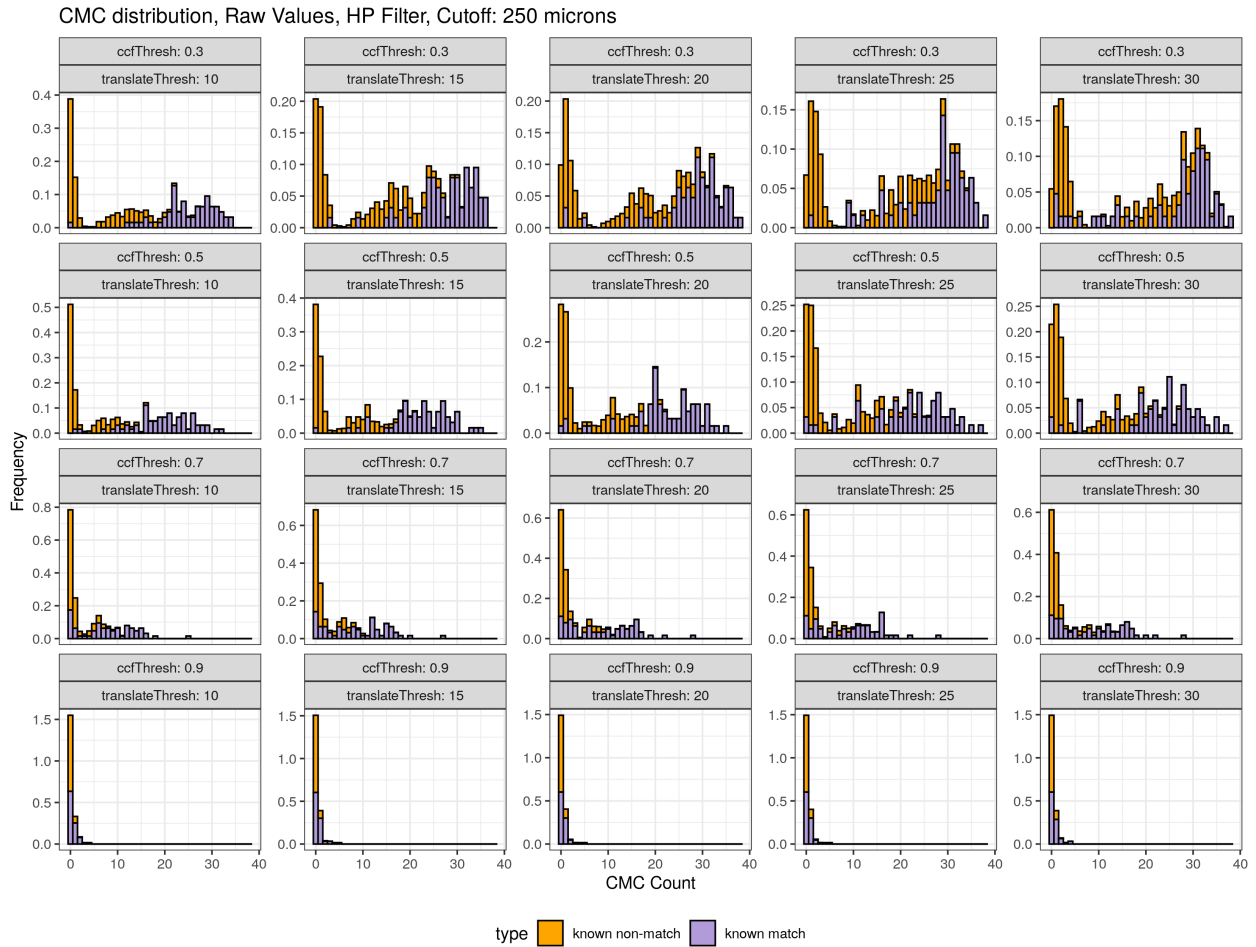 CMC distribution, Raw Values, HP Filter, Cutoff: 250 microns
ccfThresh: 0.3 ccfThresh: 0.3 ccfThresh: 0.3 ccfThresh: 0.3 ccfThresh: 0.3
translateThresh: 10 translateThresh: 15 translateThresh: 20 translateThresh: 25 translateThresh: 30
0.4 0.3 0.2 0.1 0.0
0.20 0.15 0.10 0.05 0.00
0.20 0.15 0.10 0.05 0.00
0.15 0.10 0.05 0.00
0.15 0.10 0.05 0.00
ccfThresh: 0.5 ccfThresh: 0.5 ccfThresh: 0.5 ccfThresh: 0.5 ccfThresh: 0.5
translateThresh: 10 translateThresh: 15 translateThresh: 20 translateThresh: 25 translateThresh: 30
0.5 0.4 0.3 0.2 0.1 0.0
0.4 0.3 0.2 0.1 0.0
0.2 0.1 0.0
0.25 0.20 0.15 0.10 0.05 0.00
0.25 0.20 0.15 0.10 0.05 0.00
Frequency
ccfThresh: 0.7 ccfThresh: 0.7 ccfThresh: 0.7 ccfThresh: 0.7 ccfThresh: 0.7
translateThresh: 10 translateThresh: 15 translateThresh: 20 translateThresh: 25 translateThresh: 30
0.8 0.6 0.4 0.2 0.0
0.6 0.4 0.2 0.0
0.6 0.4 0.2 0.0
0.6 0.4 0.2 0.0
0.6 0.4 0.2 0.0
ccfThresh: 0.9 ccfThresh: 0.9 ccfThresh: 0.9 ccfThresh: 0.9 ccfThresh: 0.9
translateThresh: 10 translateThresh: 15 translateThresh: 20 translateThresh: 25 translateThresh: 30
1.5 1.0 0.5 0.0
1.5 1.0 0.5 0.0
1.5 1.0 0.5 0.0
1.5 1.0 0.5 0.0
1.5 1.0 0.5 0.0
0 10 20 30 40 0 10 20 30 40 0 10 20 30 40 0 10 20 30 40 0 10 20 30 40
CMC Count
type known non-match known match